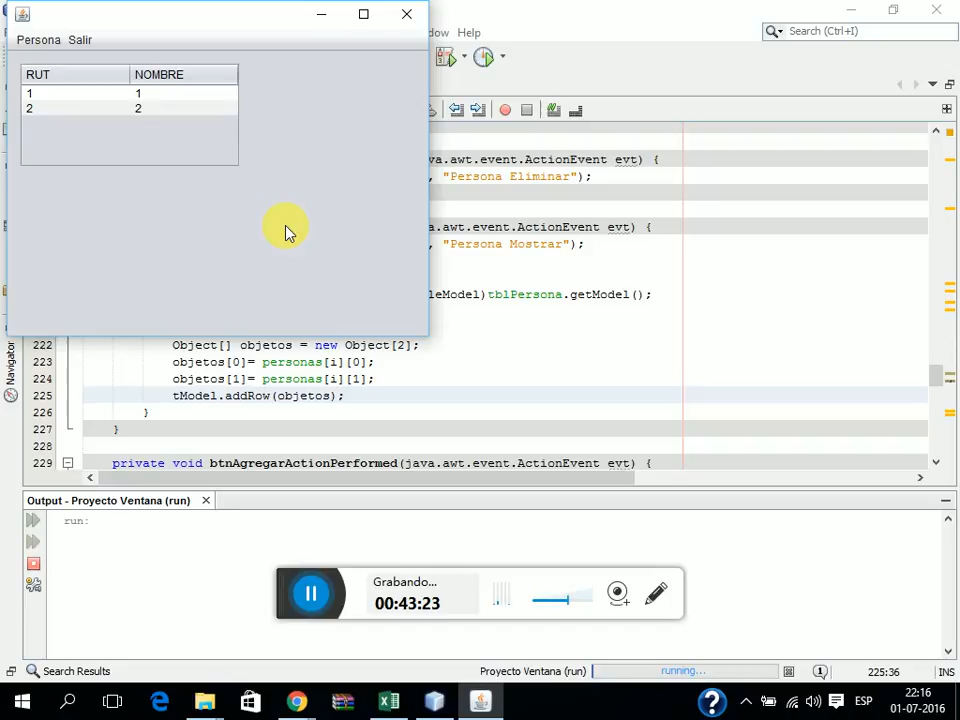 Persona Salir
RUT NOMBRE
1 1
2 2
Help
Search (Ctrl+I)
va.awt.event.ActionEvent evt) {
, "Persona Eliminar");
va.awt.event.ActionEvent evt) {
, "Persona Mostrar");
leModel)tblPersona.getModel();
222 Object[] objetos = new Object[2];
223 objetos[0]= personas[i][0];
224 objetos[1]= personas[i][1];
225 tModel.addRow(objetos);
226 }
227 }
228
229 private void btnAgregarActionPerformed(java.awt.event.ActionEvent evt) {
Navigator
Output - Proyecto Ventana (run)
run:
Grabando...
00:43:23
Search Results
Proyecto Ventana (run) running... 1 225:36 INS
ESP
22:16
01-07-2016